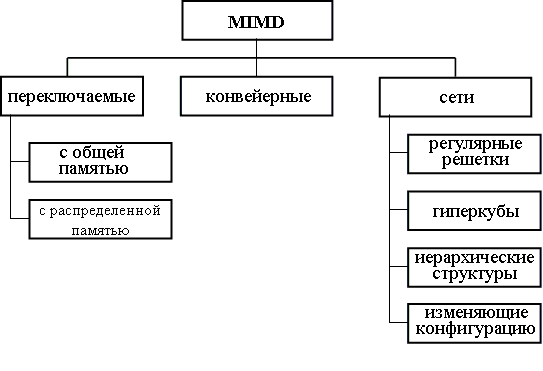 MIMD
переключаемые
конвейерные
сети
с общей
памятью
с распределенной
памятью
регулярные
решетки
гиперкубы
иерархические
структуры
изменяющие
конфигурацию